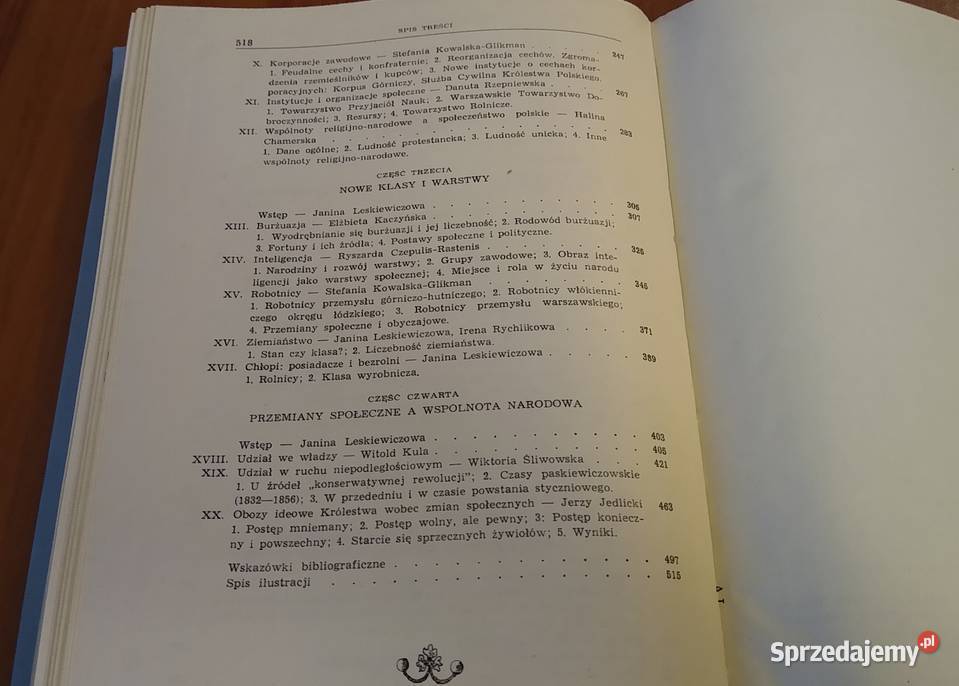 518
SPIS TREŚCI
X. Korporacje zawodowe — Stefania Kowalska-Glikman . . . . . 247
1. Feudalne cechy i konfraternie; 2. Reorganizacja cechów. Zgroma-
dzenia rzemieślników i kupców; 3. Nowe instytucje o cechach kor-
poracyjnych: Korpus Górniczy, Służba Cywilna Królestwa Polskiego.
XI. Instytucje i organizacje społeczne — Danuta Rzepniewska . . . . 267
1. Towarzystwo Przyjaciół Nauk; 2. Warszawskie Towarzystwo Do-
broczynności; 3. Resursy; 4. Towarzystwo Rolnicze.
XII. Wspólnoty religijno-narodowe a społeczeństwo polskie — Halina
Chamerska . . . . . . . . . . . . . . . . 283
1. Dane ogólne; 2. Ludność protestancka; 3. Ludność unicka; 4. Inne
wspólnoty religijno-narodowe.
CZĘŚĆ TRZECIA
NOWE KLASY I WARSTWY
Wstęp — Janina Leskiewiczowa . . . . . . . . . . . 305
XIII. Burżuazja — Elżbieta Kaczyńska . . . . . . . . . . . 307
1. Wyodrębnianie się burżuazji i jej liczebność; 2. Rodowód burżuazji;
3. Fortuny i ich źródła; 4. Postawy społeczne i polityczne.
XIV. Inteligencja — Ryszarda Czepulis-Rastenis . . . . . . . . 326
1. Narodziny i rozwój warstwy; 2. Grupy zawodowe; 3. Obraz inte-
ligencji jako warstwy społecznej; 4. Miejsce i rola w życiu narodu
XV. Robotnicy — Stefania Kowalska-Glikman . . . . . . . . 345
1. Robotnicy przemysłu górniczo-hutniczego; 2. Robotnicy włókienni-
czego okręgu łódzkiego; 3. Robotnicy przemysłu warszawskiego;
4. Przemiany społeczne i obyczajowe.
XVI. Ziemiaństwo — Janina Leskiewiczowa, Irena Rychlikowa . . . . 371
1. Stan czy klasa?; 2. Liczebność ziemiaństwa.
XVII. Chłopi: posiadacze i bezrolni — Janina Leskiewiczowa . . . . . 389
1. Rolnicy; 2. Klasa wyrobnicza.
CZĘŚĆ CZWARTA
PRZEMIANY SPOŁECZNE A WSPÓLNOTA NARODOWA
Wstęp — Janina Leskiewiczowa . . . . . . . . . . . 403
XVIII. Udział we władzy — Witold Kula . . . . . . . . . . . 405
XIX. Udział w ruchu niepodległościowym — Wiktoria Śliwowska . . . 421
1. U źródeł „konserwatywnej rewolucji”; 2. Czasy paskiewiczowskie
(1832—1856); 3. W przededniu i w czasie powstania styczniowego.
XX. Obozy ideowe Królestwa wobec zmian społecznych — Jerzy Jedlicki 463
1. Postęp mniemany; 2. Postęp wolny, ale pewny; 3: Postęp koniecz-
ny i powszechny; 4. Starcie się sprzecznych żywiołów; 5. Wyniki.
Wskazówki bibliograficzne . . . . . . . . . . . . . 497
Spis ilustracji . . . . . . . . . . . . . . . . 515
Sprzedajemy.pl